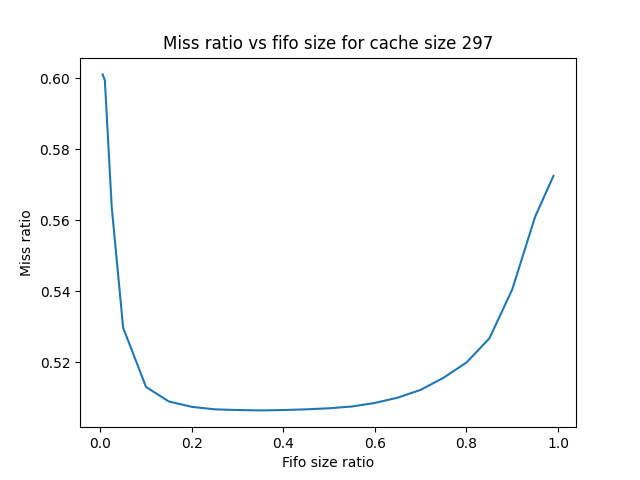 Miss ratio vs fifo size for cache size 297
0.60
0.58
0.56
0.54
0.52
Miss ratio
0.0 0.2 0.4 0.6 0.8 1.0
Fifo size ratio